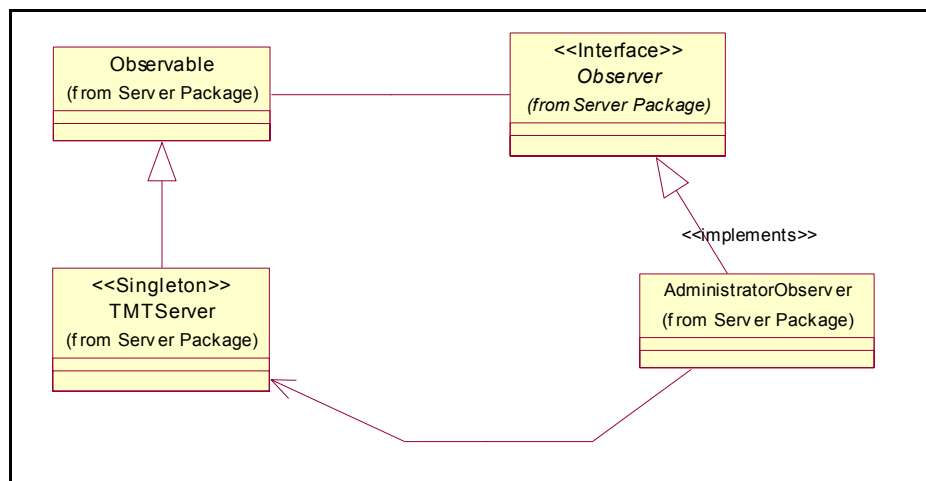 Observable
(from Server Package)
<<Interface>>
Observer
(from Server Package)
<<implements>>
<<Singleton>>
TMTServer
(from Server Package)
AdministratorObserver
(from Server Package)